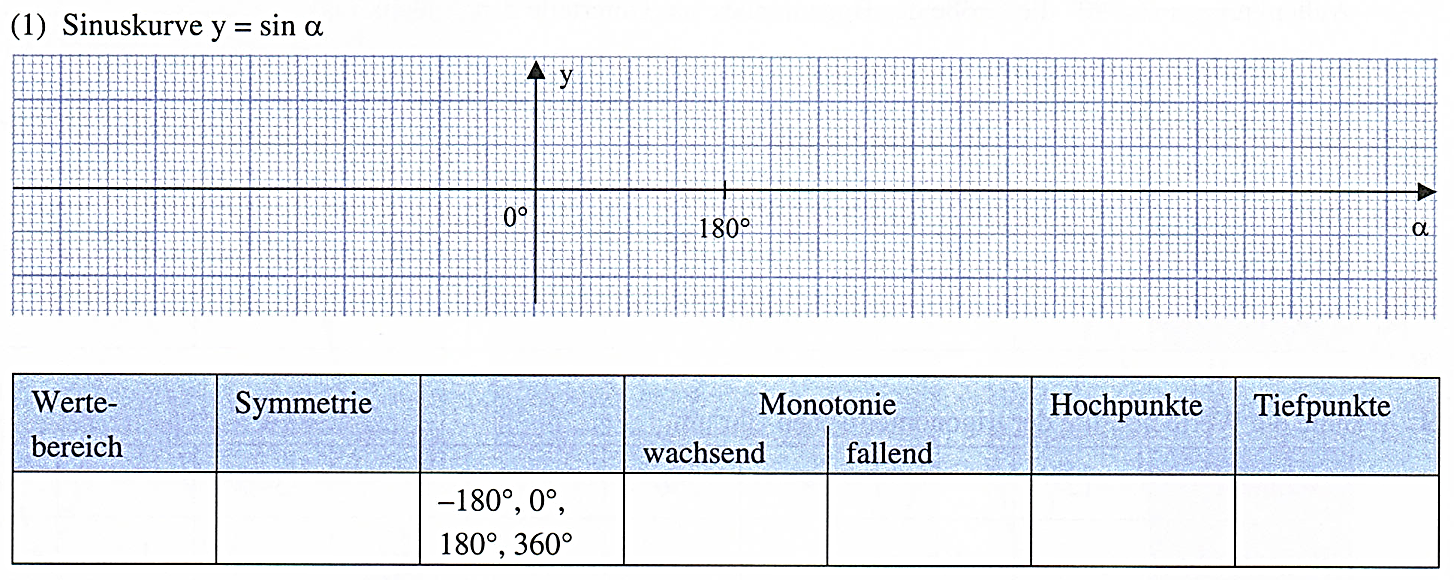 (1) Sinuskurve y = sin α
y
0°
180°
α
Werte-
bereich
Symmetrie
Monotonie
wachsend
fallend
Hochpunkte
Tiefpunkte
–180°, 0°,
180°, 360°